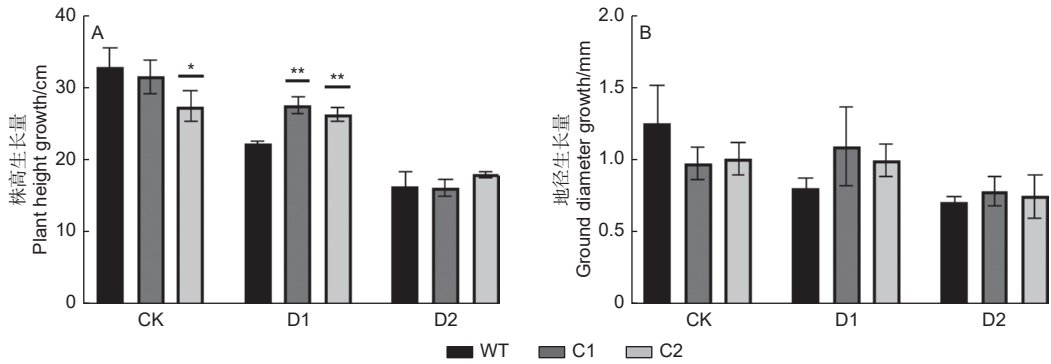 A
株高生长量
Plant height growth/cm
40
30
20
10
0
*
**
**
CK
D1
D2
B
地径生长量
Ground diameter growth/mm
2.0
1.5
1.0
0.5
0
CK
D1
D2
WT
C1
C2